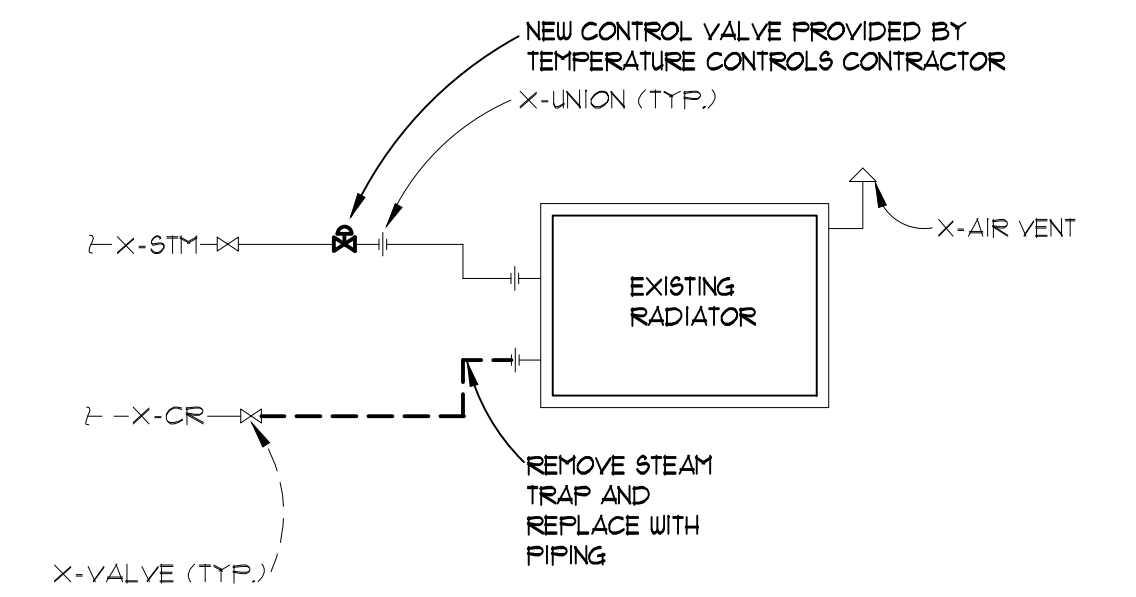 NEW CONTROL VALVE PROVIDED BY
TEMPERATURE CONTROLS CONTRACTOR
X-UNION (TYP.)
X-AIR VENT
X-STM
EXISTING
RADIATOR
X-CR
REMOVE STEAM
TRAP AND
REPLACE WITH
PIPING
X-VALVE (TYP.)